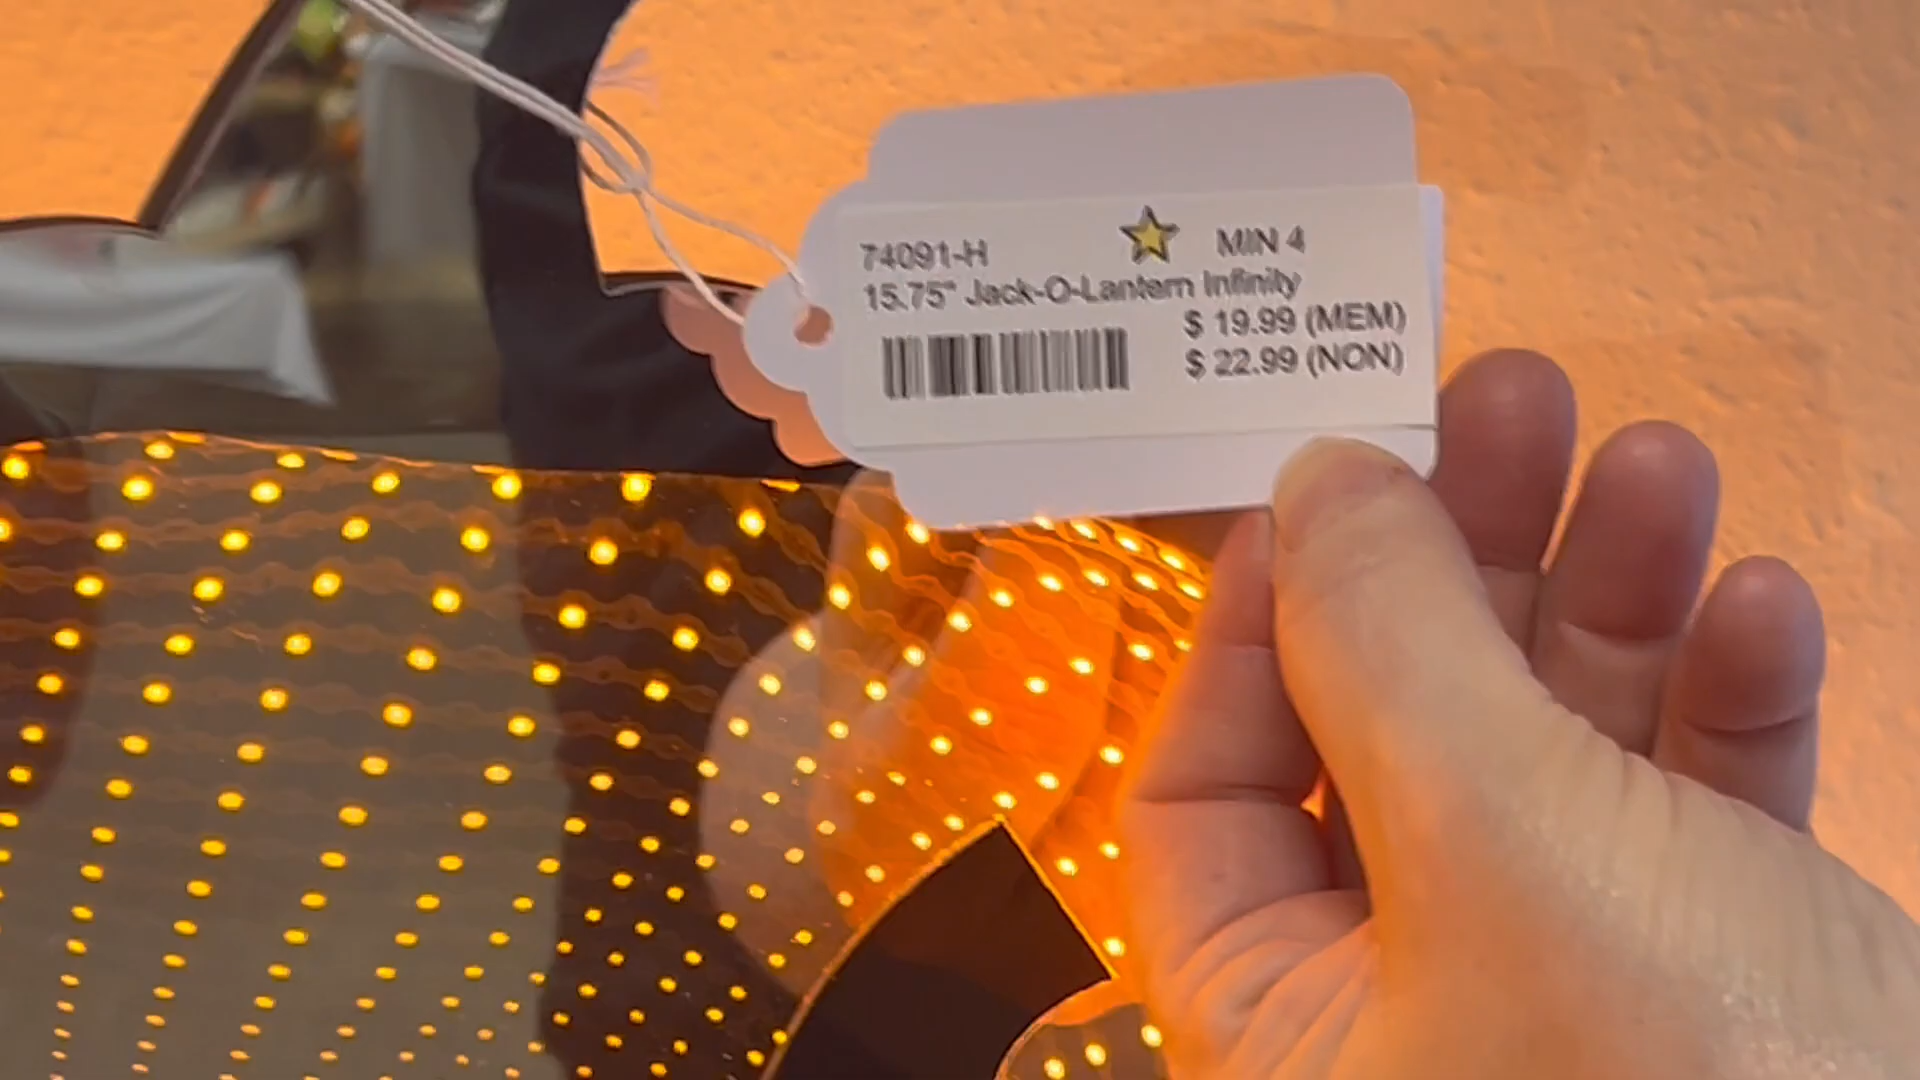 74091-H MIN 4
15.75" Jack-O-Lantern Infinity
$ 19.99 (MEM)
$ 22.99 (NON)